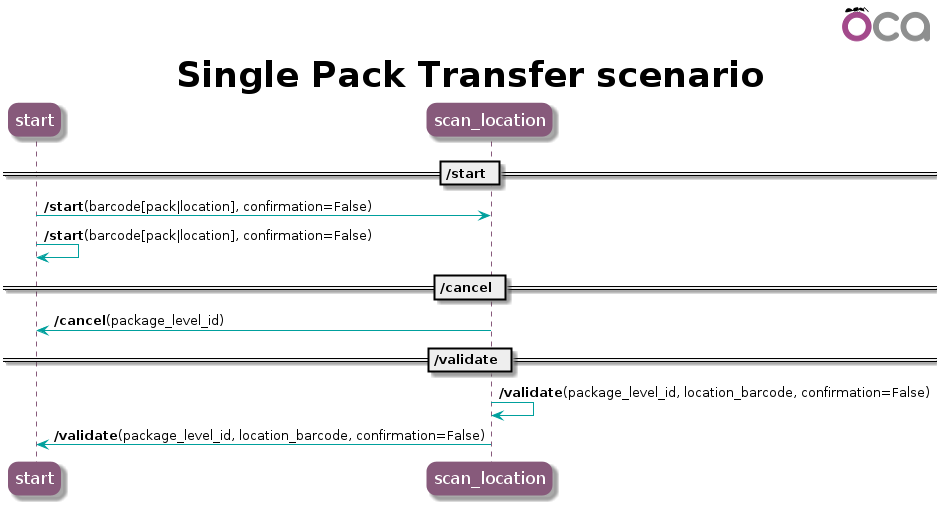 oca
Single Pack Transfer scenario
start scan_location
/start
/start(barcode[pack|location], confirmation=False)
/start(barcode[pack|location], confirmation=False)
/cancel
/cancel(package_level_id)
/validate
/validate(package_level_id, location_barcode, confirmation=False)
/validate(package_level_id, location_barcode, confirmation=False)
start scan_location